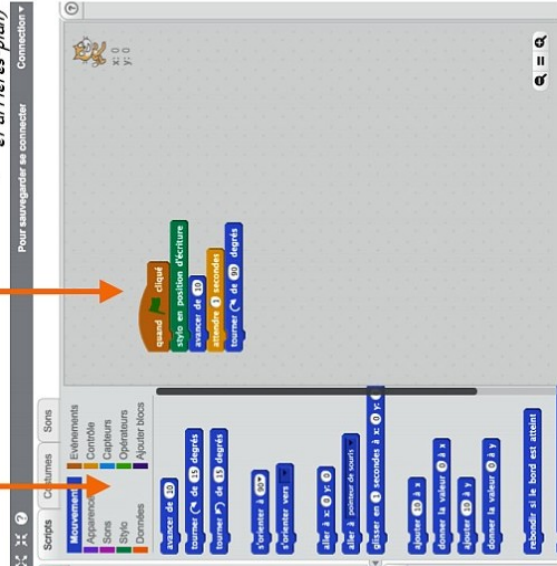 et arrières plan)
Pour sauvegarder se connecter
Connection
Scripts
Costumes
Sons
Mouvement
Apparence
Sons
Stylo
Données
Evènements
Contrôle
Capteurs
Opérateurs
Ajouter blocs
avancer de 10
tourner de 15 degrés
tourner de 15 degrés
s'orienter à 90
s'orienter vers
aller à x: 0 y: 0
aller à pointeur de souris
glisser en 1 secondes à x: 0 y:
ajouter 10 à x
donner la valeur 0 à x
ajouter 10 à y
donner la valeur 0 à y
rebondir si le bord est atteint
quand cliqué
stylo en position d'écriture
avancer de 10
attendre 1 secondes
tourner de 90 degrés
x: 0
y: 0